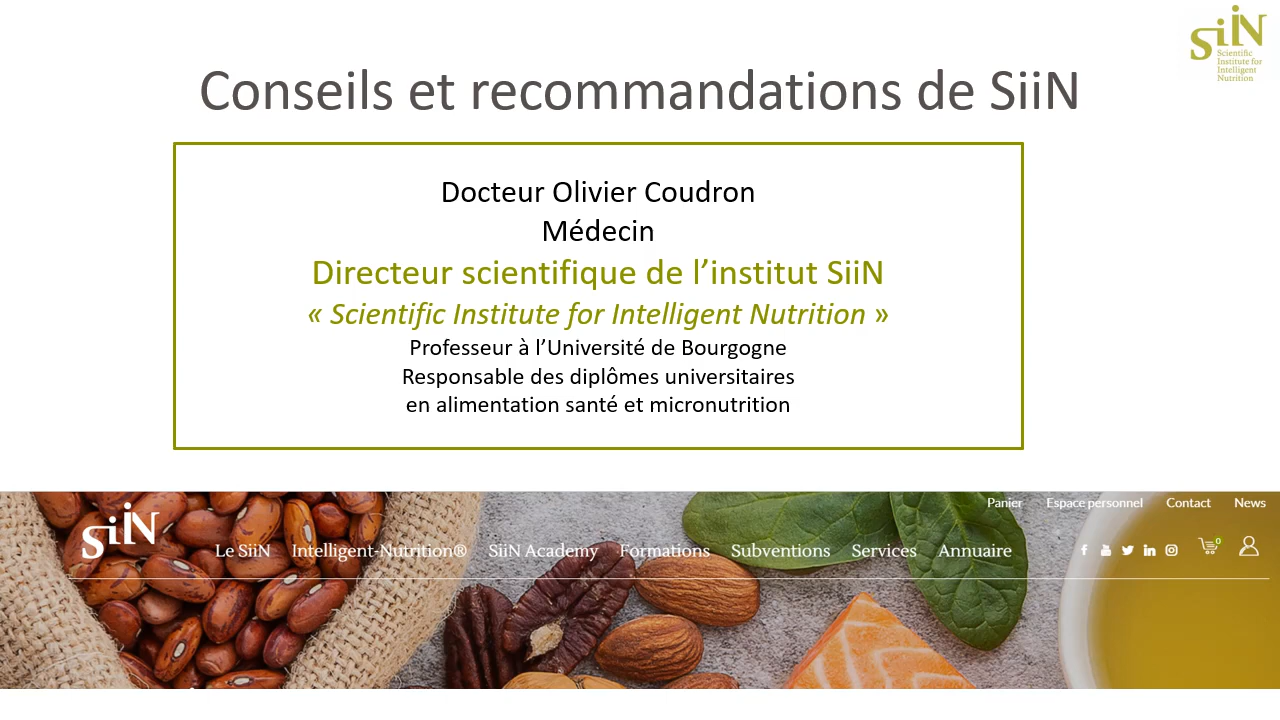 SiiN
Scientific
Institute for
Intelligent
Nutrition
Conseils et recommandations de SiiN
Docteur Olivier Coudron
Médecin
Directeur scientifique de l’institut SiiN
« Scientific Institute for Intelligent Nutrition »
Professeur à l’Université de Bourgogne
Responsable des diplômes universitaires
en alimentation santé et micronutrition
Panier Espace personnel Contact News
SiiN
Le SiiN Intelligent-Nutrition® SiiN Academy Formations Subventions Services Annuaire
0